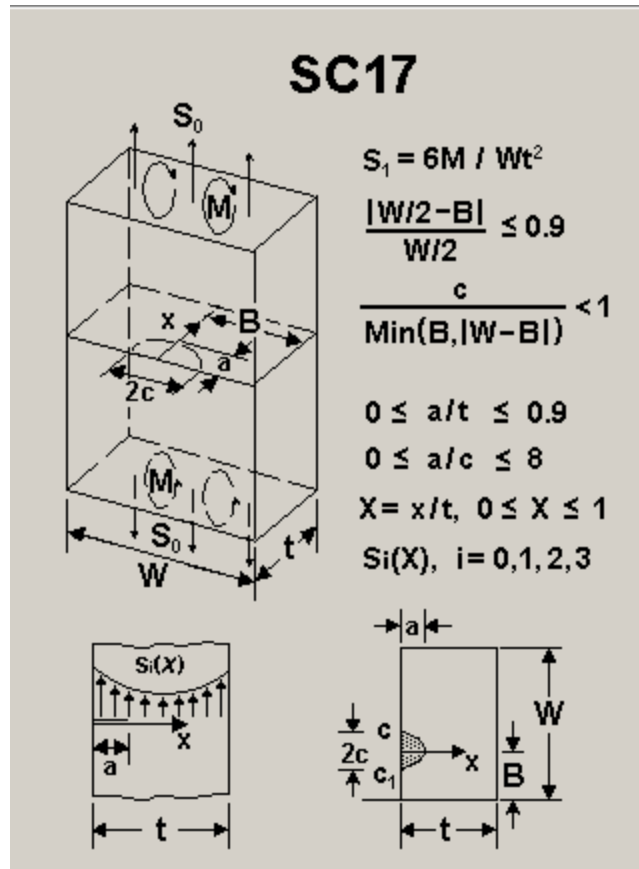 SC17
S₀
M
x
B
a
2c
M
S₀
W
t
S₁ = 6M / Wt²
|W/2–B|
W/2
≤ 0.9
c
Min(B,|W–B|)
< 1
0 ≤ a/t ≤ 0.9
0 ≤ a/c ≤ 8
X= x/t, 0 ≤ X ≤ 1
Si(X), i= 0,1,2,3
Si(X)
x
a
t
a
c
2c
c₁
x
B
W
t